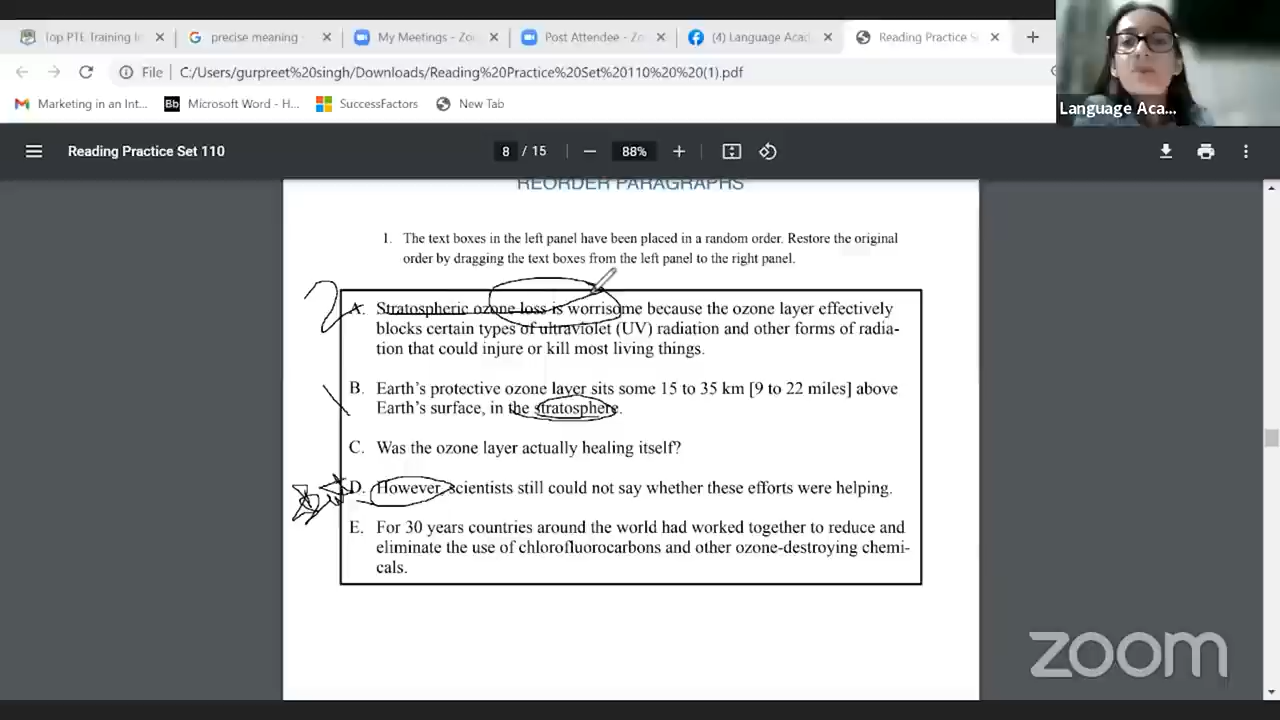 Top PTE Training I
precise meaning -
My Meetings - Zoo
Post Attendee - Zo
(4) Language Aca
Reading Practice S
File
C:/Users/gurpreet%20singh/Downloads/Reading%20Practice%20Set%20110%20%20(1).pdf
Marketing in an Int...
Bb
Microsoft Word - H...
SuccessFactors
New Tab
Language Aca...
Reading Practice Set 110
8 / 15
88%
REORDER PARAGRAPHS
1. The text boxes in the left panel have been placed in a random order. Restore the original
order by dragging the text boxes from the left panel to the right panel.
2
A. Stratospheric ozone loss is worrisome because the ozone layer effectively
blocks certain types of ultraviolet (UV) radiation and other forms of radia-
tion that could injure or kill most living things.
B. Earth's protective ozone layer sits some 15 to 35 km [9 to 22 miles] above
Earth's surface, in the stratosphere.
C. Was the ozone layer actually healing itself?
D. However, scientists still could not say whether these efforts were helping.
E. For 30 years countries around the world had worked together to reduce and
eliminate the use of chlorofluorocarbons and other ozone-destroying chemi-
cals.
zoom